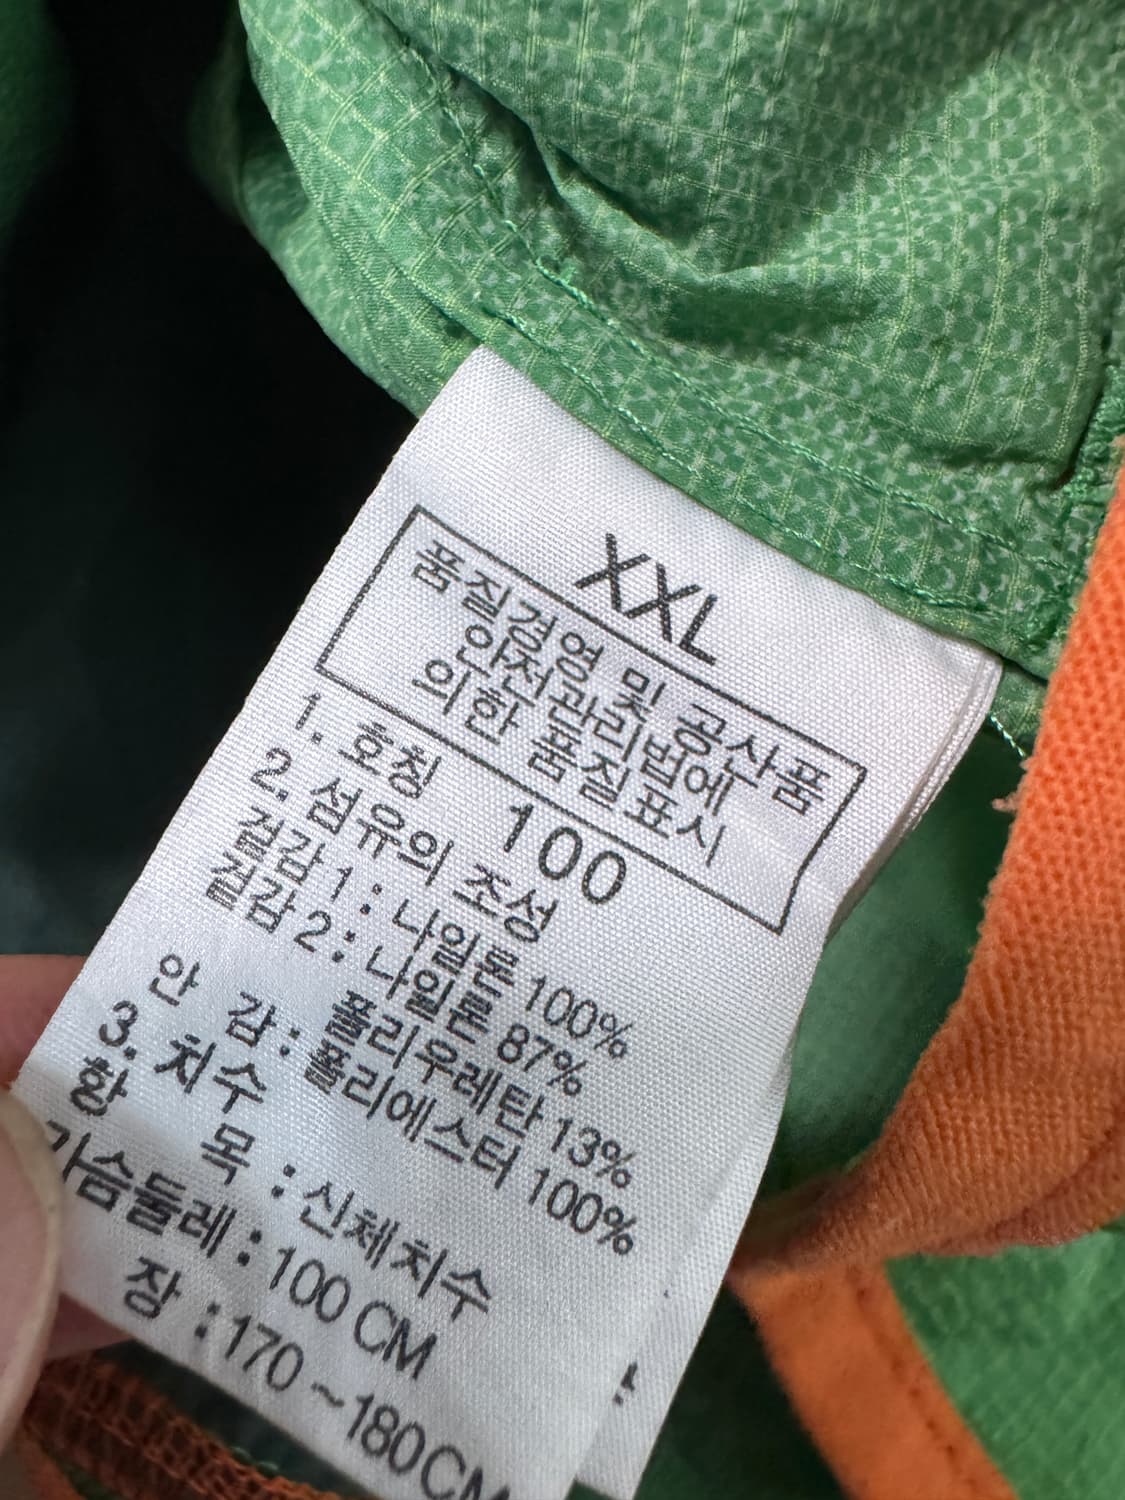 XXL
품질경영 및 공산품
안전관리법에
의한 품질표시
1. 호칭 100
2. 섬유의 조성
겉감 1 : 나일론 100%
겉감 2 : 나일론 87%
폴리우레탄 13%
안 감 : 폴리에스터 100%
3. 치수
항 목 : 신체치수
가슴둘레 : 100 CM
장 : 170 ~180CM